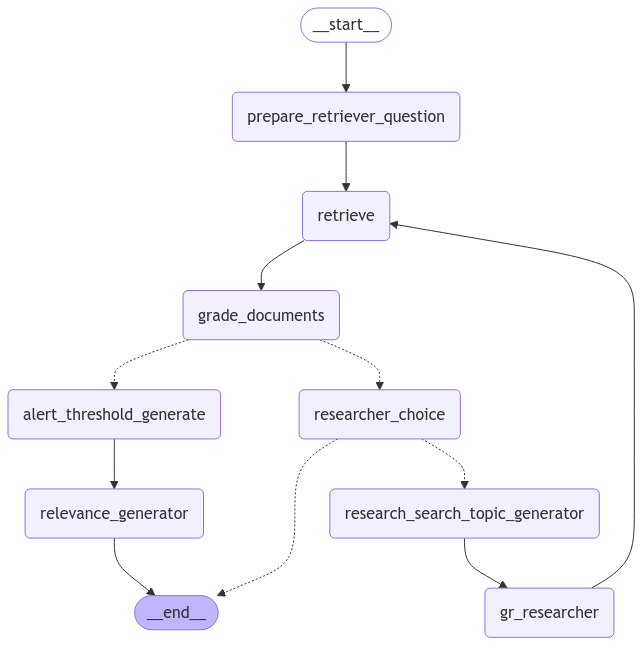 __start__
prepare_retriever_question
retrieve
grade_documents
alert_threshold_generate
researcher_choice
relevance_generator
research_search_topic_generator
__end__
gr_researcher